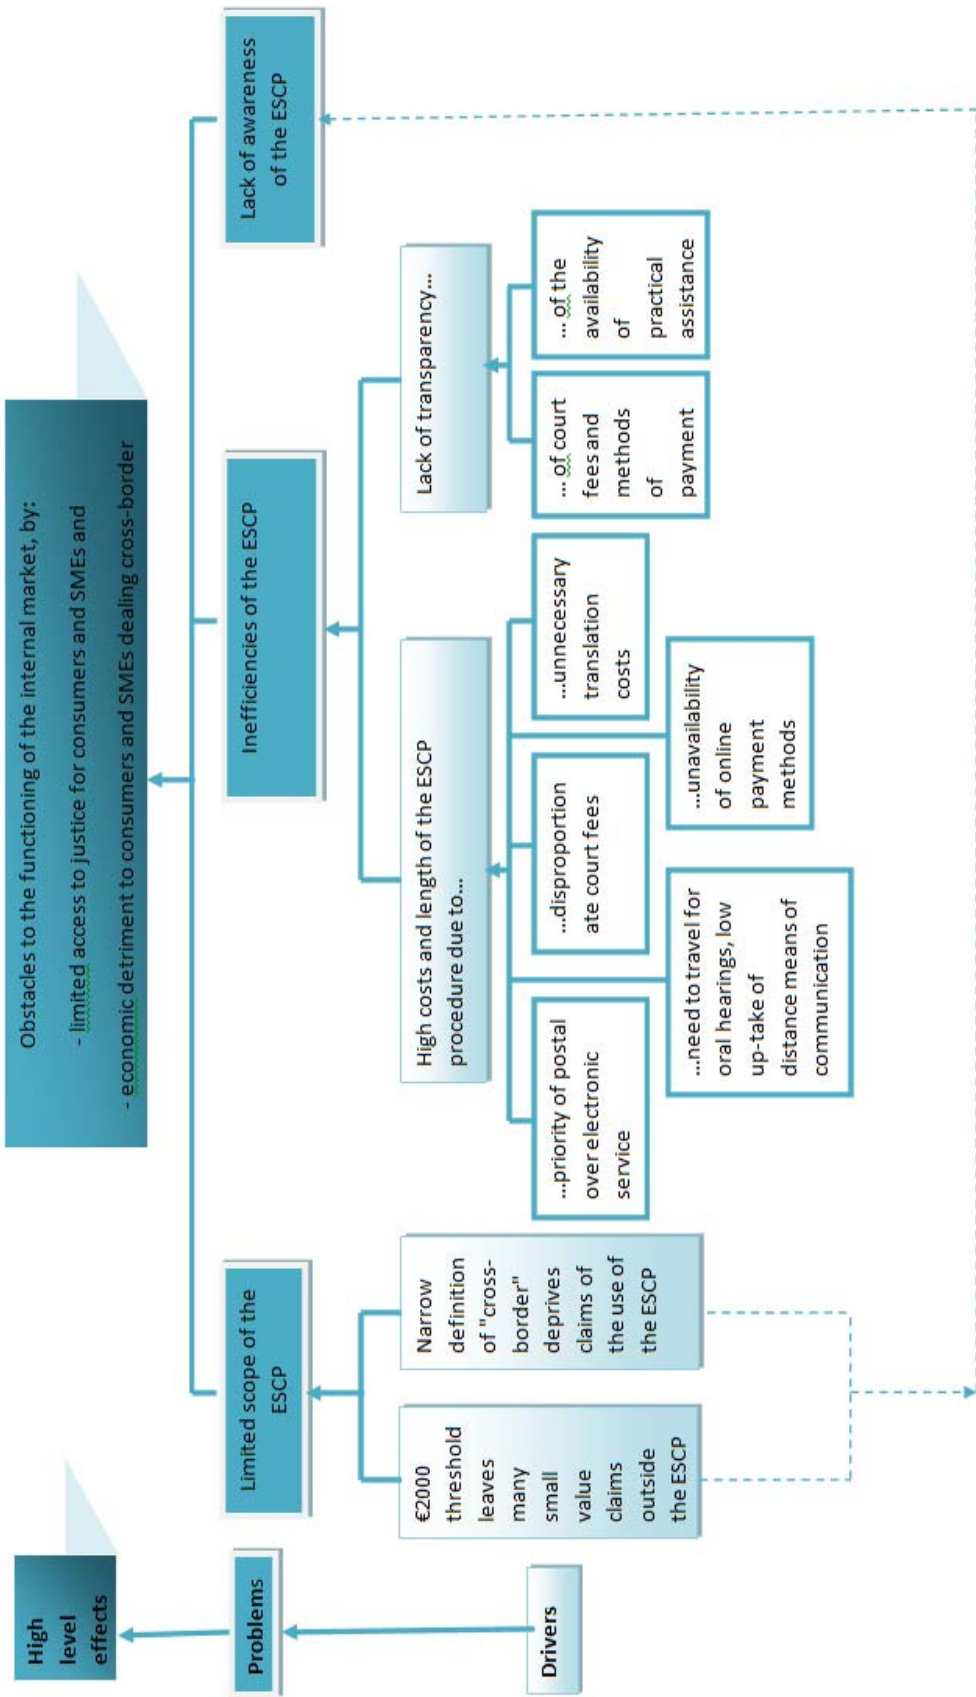 High
level
effects
Obstacles to the functioning of the internal market, by:
- limited access to justice for consumers and SMEs and
- economic detriment to consumers and SMEs dealing cross-border
Problems
Limited scope of the
ESCP
Inefficiencies of the ESCP
Lack of awareness
of the ESCP
Drivers
€2000
threshold
leaves
many
small
value
claims
outside
the ESCP
Narrow
definition
of "cross-
border"
deprives
claims of
the use of
the ESCP
High costs and length of the ESCP
procedure due to...
Lack of transparency...
...priority of postal
over electronic
service
...disproportion
ate court fees
...unnecessary
translation
costs
... of court
fees and
methods
of
payment
... of the
availability
of
practical
assistance
...need to travel for
oral hearings, low
up-take of
distance means of
communication
...unavailability
of online
payment
methods